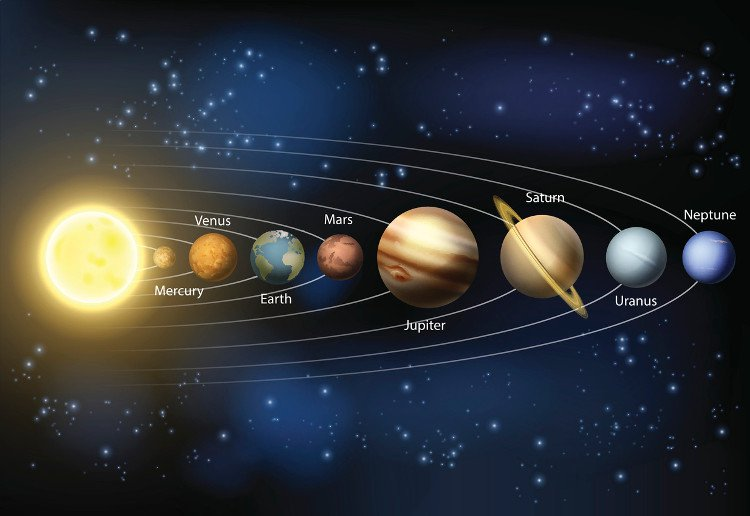 Mercury
Venus
Earth
Mars
Jupiter
Saturn
Uranus
Neptune